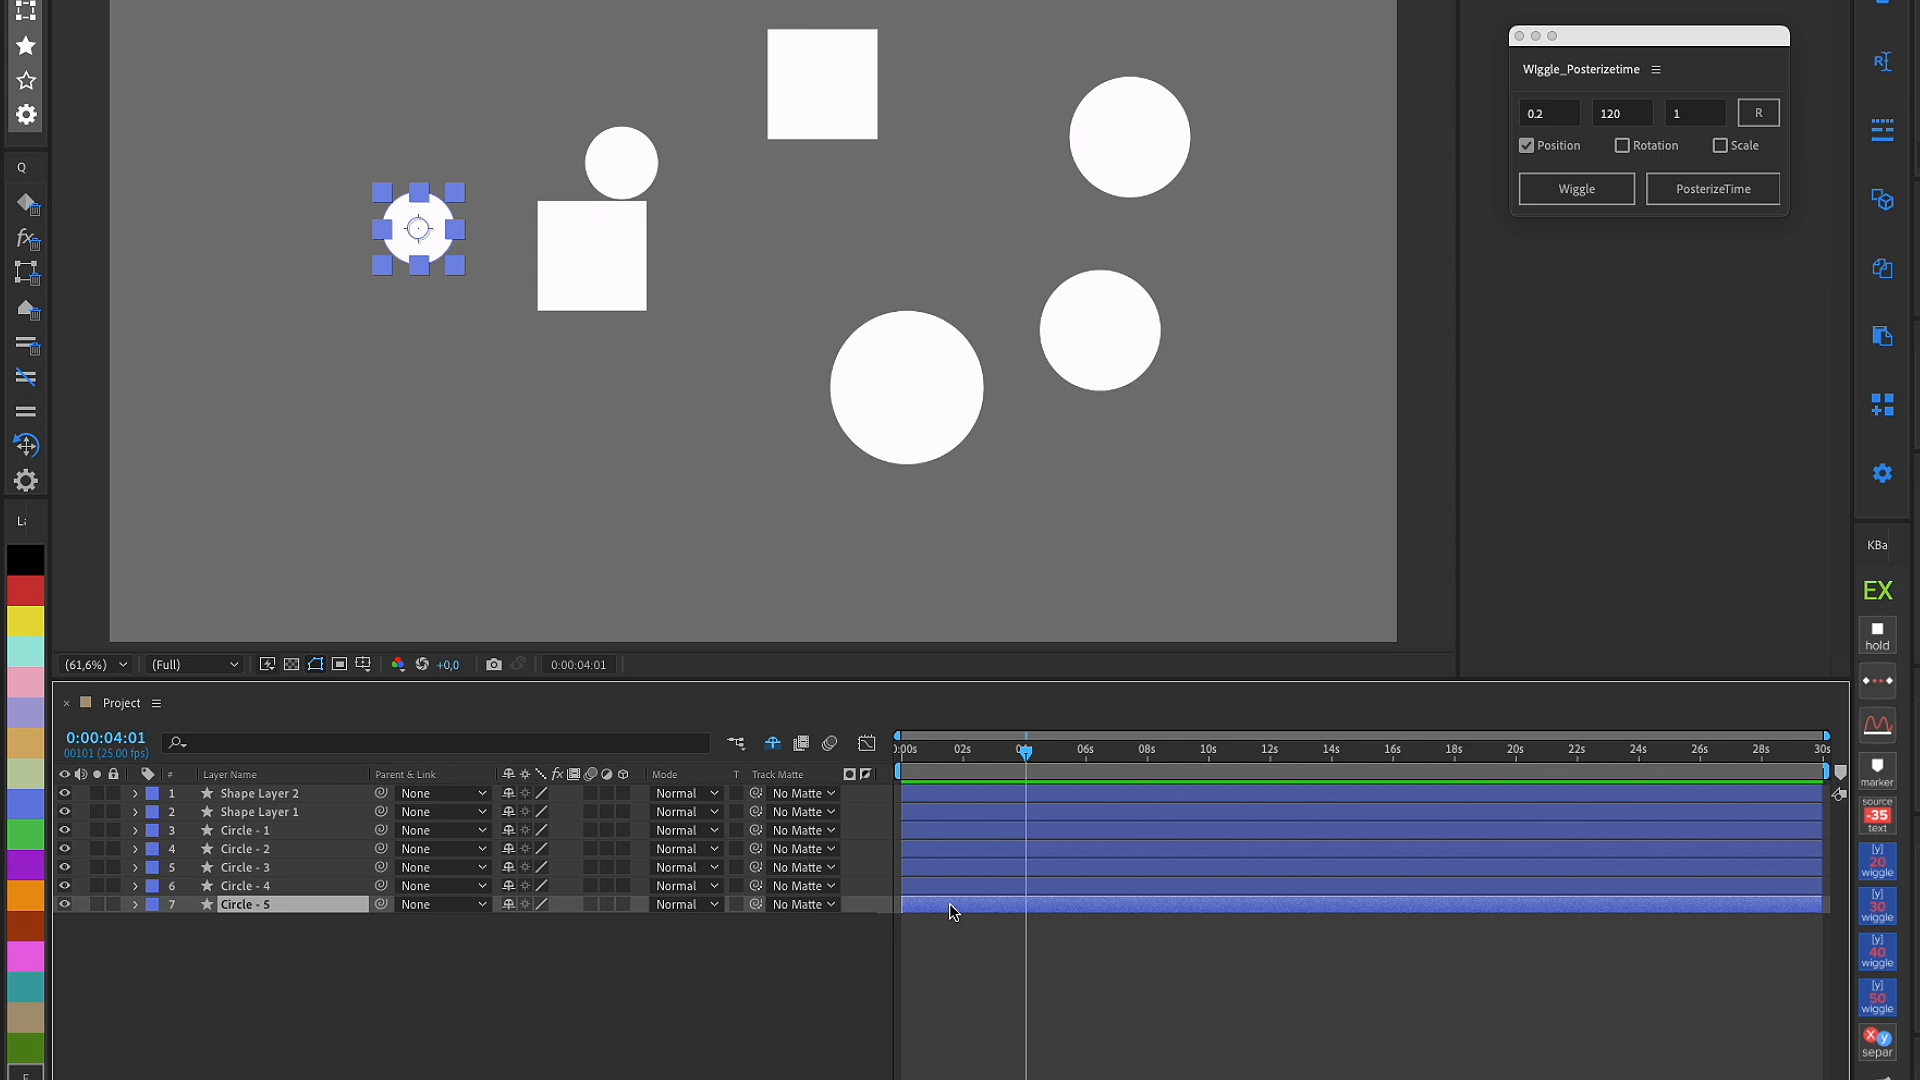 WIggle_Posterizetime
0.2 120 1 R
Position Rotation Scale
Wiggle PosterizeTime
Q
fx
Li
KBa
EX
hold
marker
source
-35
text
[y]
20
wiggle
[y]
30
wiggle
[y]
40
wiggle
[y]
50
wiggle
X y
separ
(61,6%) (Full) +0,0 0:00:04:01
× Project
0:00:04:01
00101 (25.00 fps)
02s 06s 08s 10s 12s 14s 16s 18s 20s 22s 24s 26s 28s 30s
# Layer Name Parent & Link fx Mode T Track Matte
1 Shape Layer 2 None Normal No Matte
2 Shape Layer 1 None Normal No Matte
3 Circle - 1 None Normal No Matte
4 Circle - 2 None Normal No Matte
5 Circle - 3 None Normal No Matte
6 Circle - 4 None Normal No Matte
7 Circle - 5 None Normal No Matte